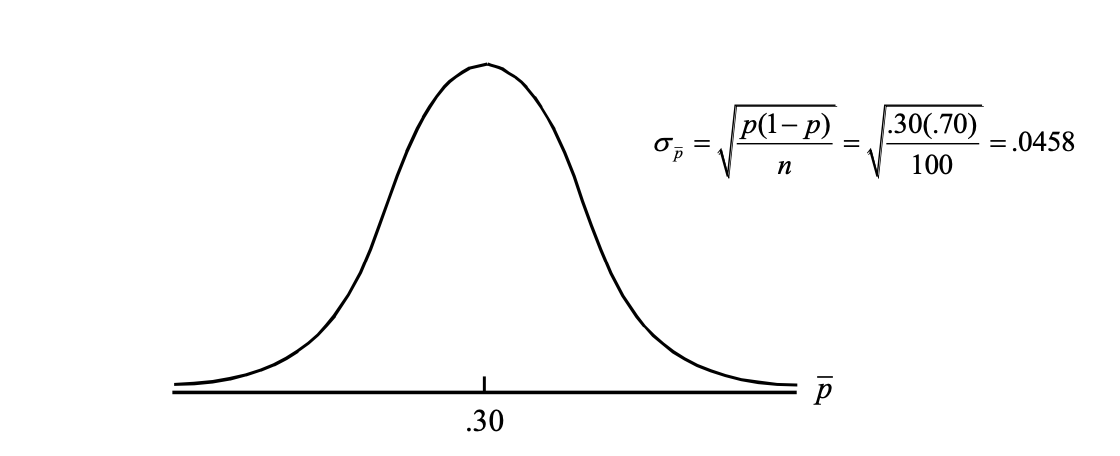 σ_p̄ = √(p(1 − p)/n) = √(.30(.70)/100) = .0458
p̄
.30